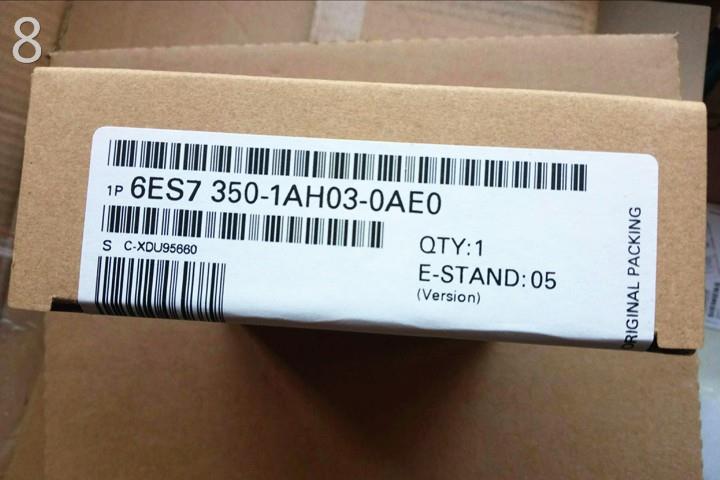 8
1P 6ES7 350-1AH03-0AE0
S C-XDU95660
QTY:1
E-STAND:05
(Version)
ORIGINAL PACKING